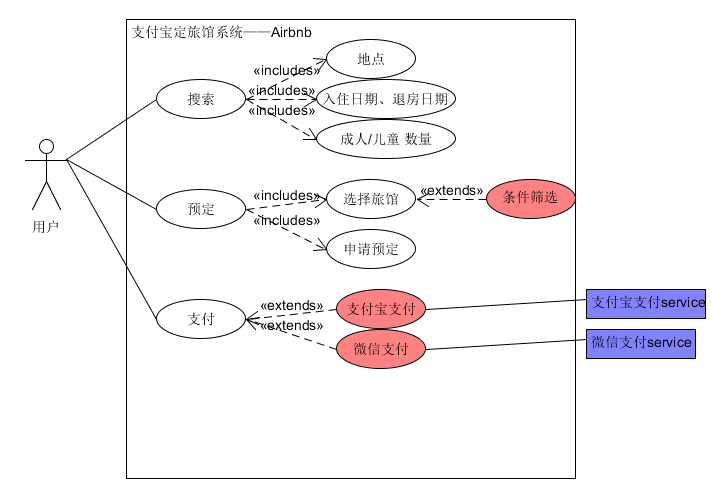 支付宝定旅馆系统——Airbnb
地点
«includes»
搜索
«includes»
入住日期、退房日期
«includes»
成人/儿童 数量
用户
预定
«includes»
选择旅馆
«extends»
条件筛选
«includes»
申请预定
支付
«extends»
支付宝支付
支付宝支付service
«extends»
微信支付
微信支付service